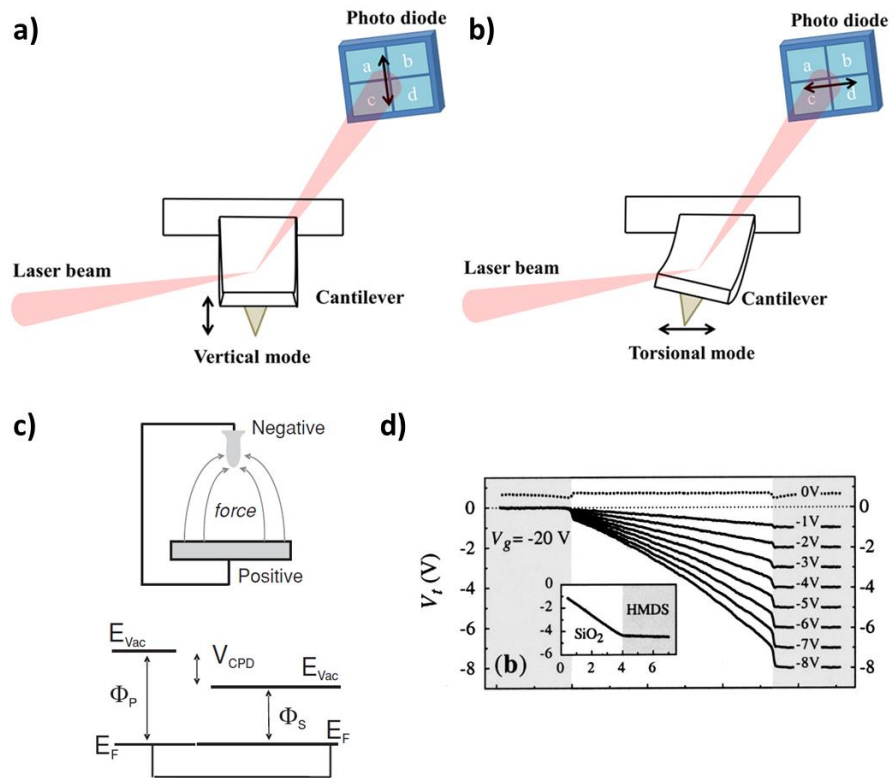 a)
Photo diode
a b
c d
Laser beam
Cantilever
Vertical mode
b)
Photo diode
a b
c d
Laser beam
Cantilever
Torsional mode
c)
Negative
force
Positive
E_Vac
V_CPD
E_Vac
Φ_P
Φ_S
E_F
E_F
d)
0V
0 0
-1V
V_g= -20 V
-2V
-2 -2
-3V
-4V
-4 -4
-5V
-6V
-6 -6
-7V
-8V
-8 -8
V_t (V)
0
-2
-4
-6
HMDS
SiO₂
0 2 4 6
(b)